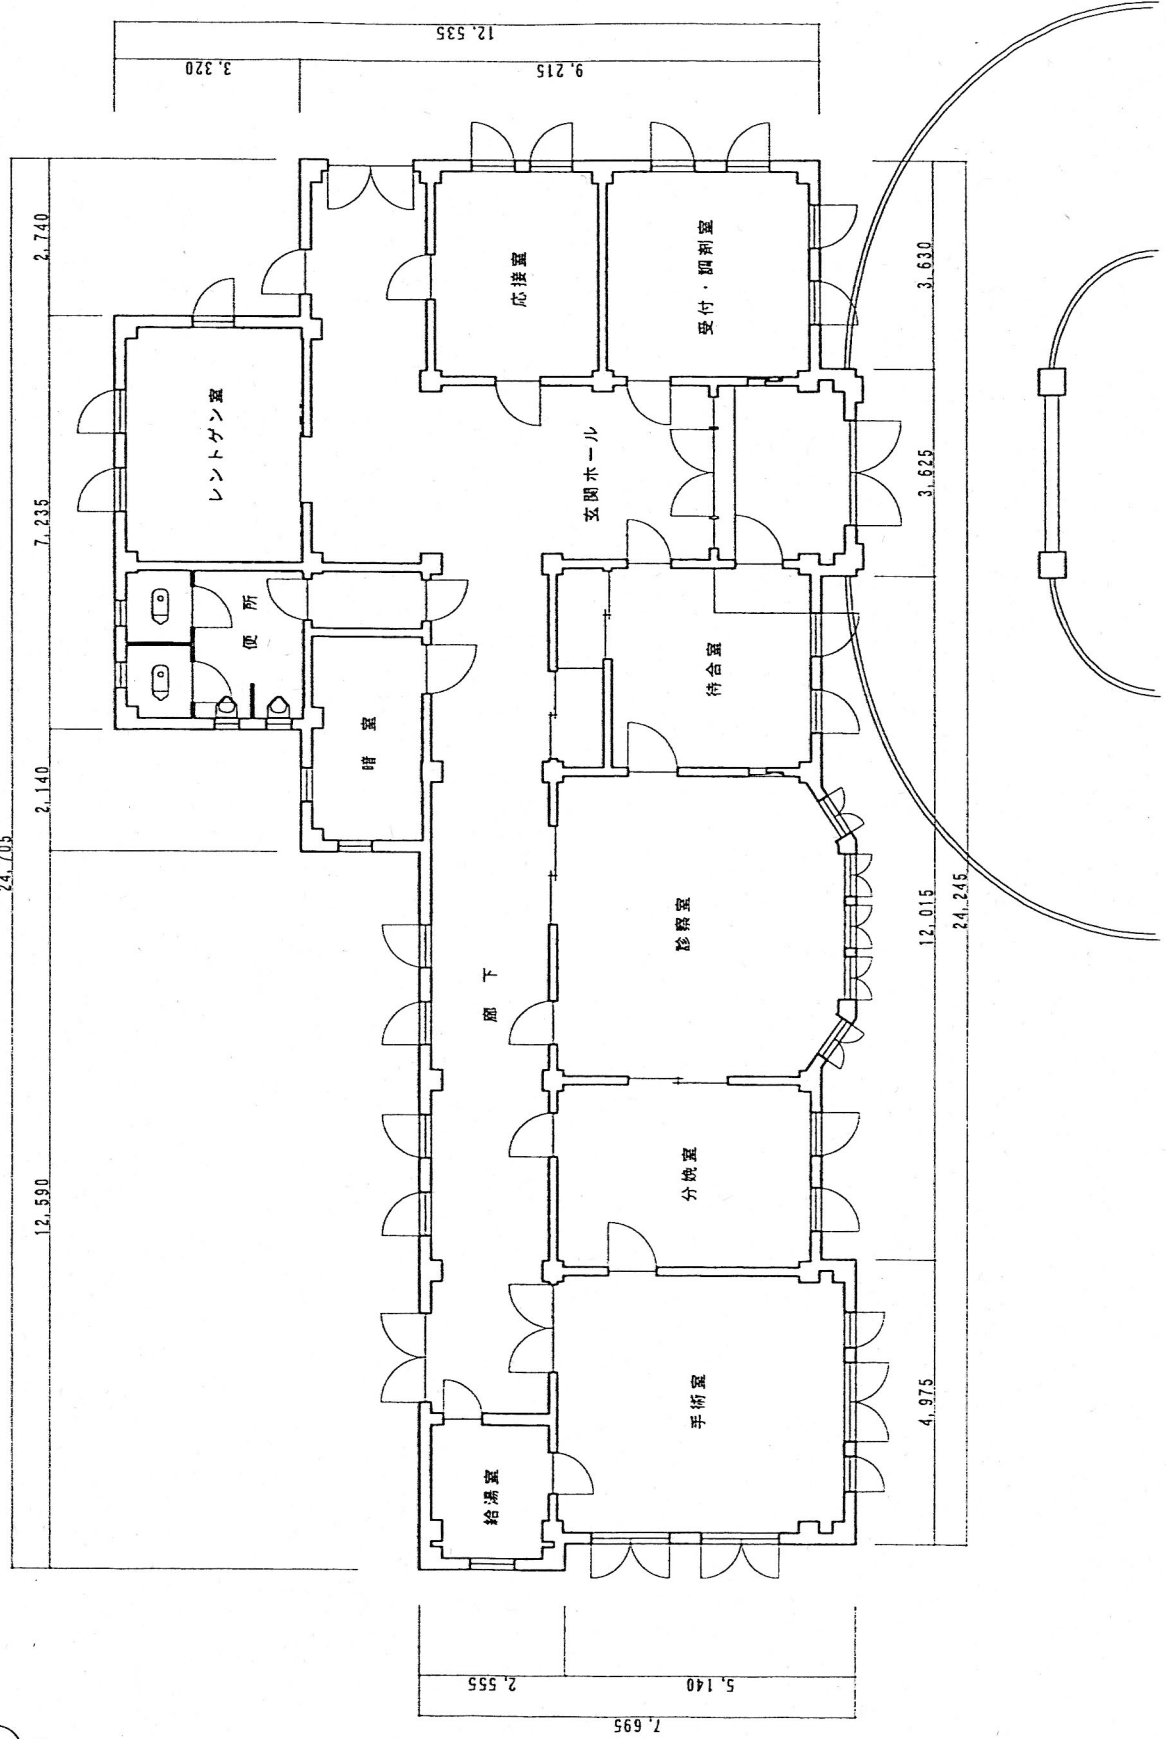 12,535
3,320
9,215
24,705
2,740
7,235
2,140
12,590
3,630
3,625
12,015
4,975
24,245
2,555
5,140
7,695
レントゲン室
応接室
受付・調剤室
玄関ホール
便所
暗室
待合室
廊下
診察室
分娩室
手術室
給湯室